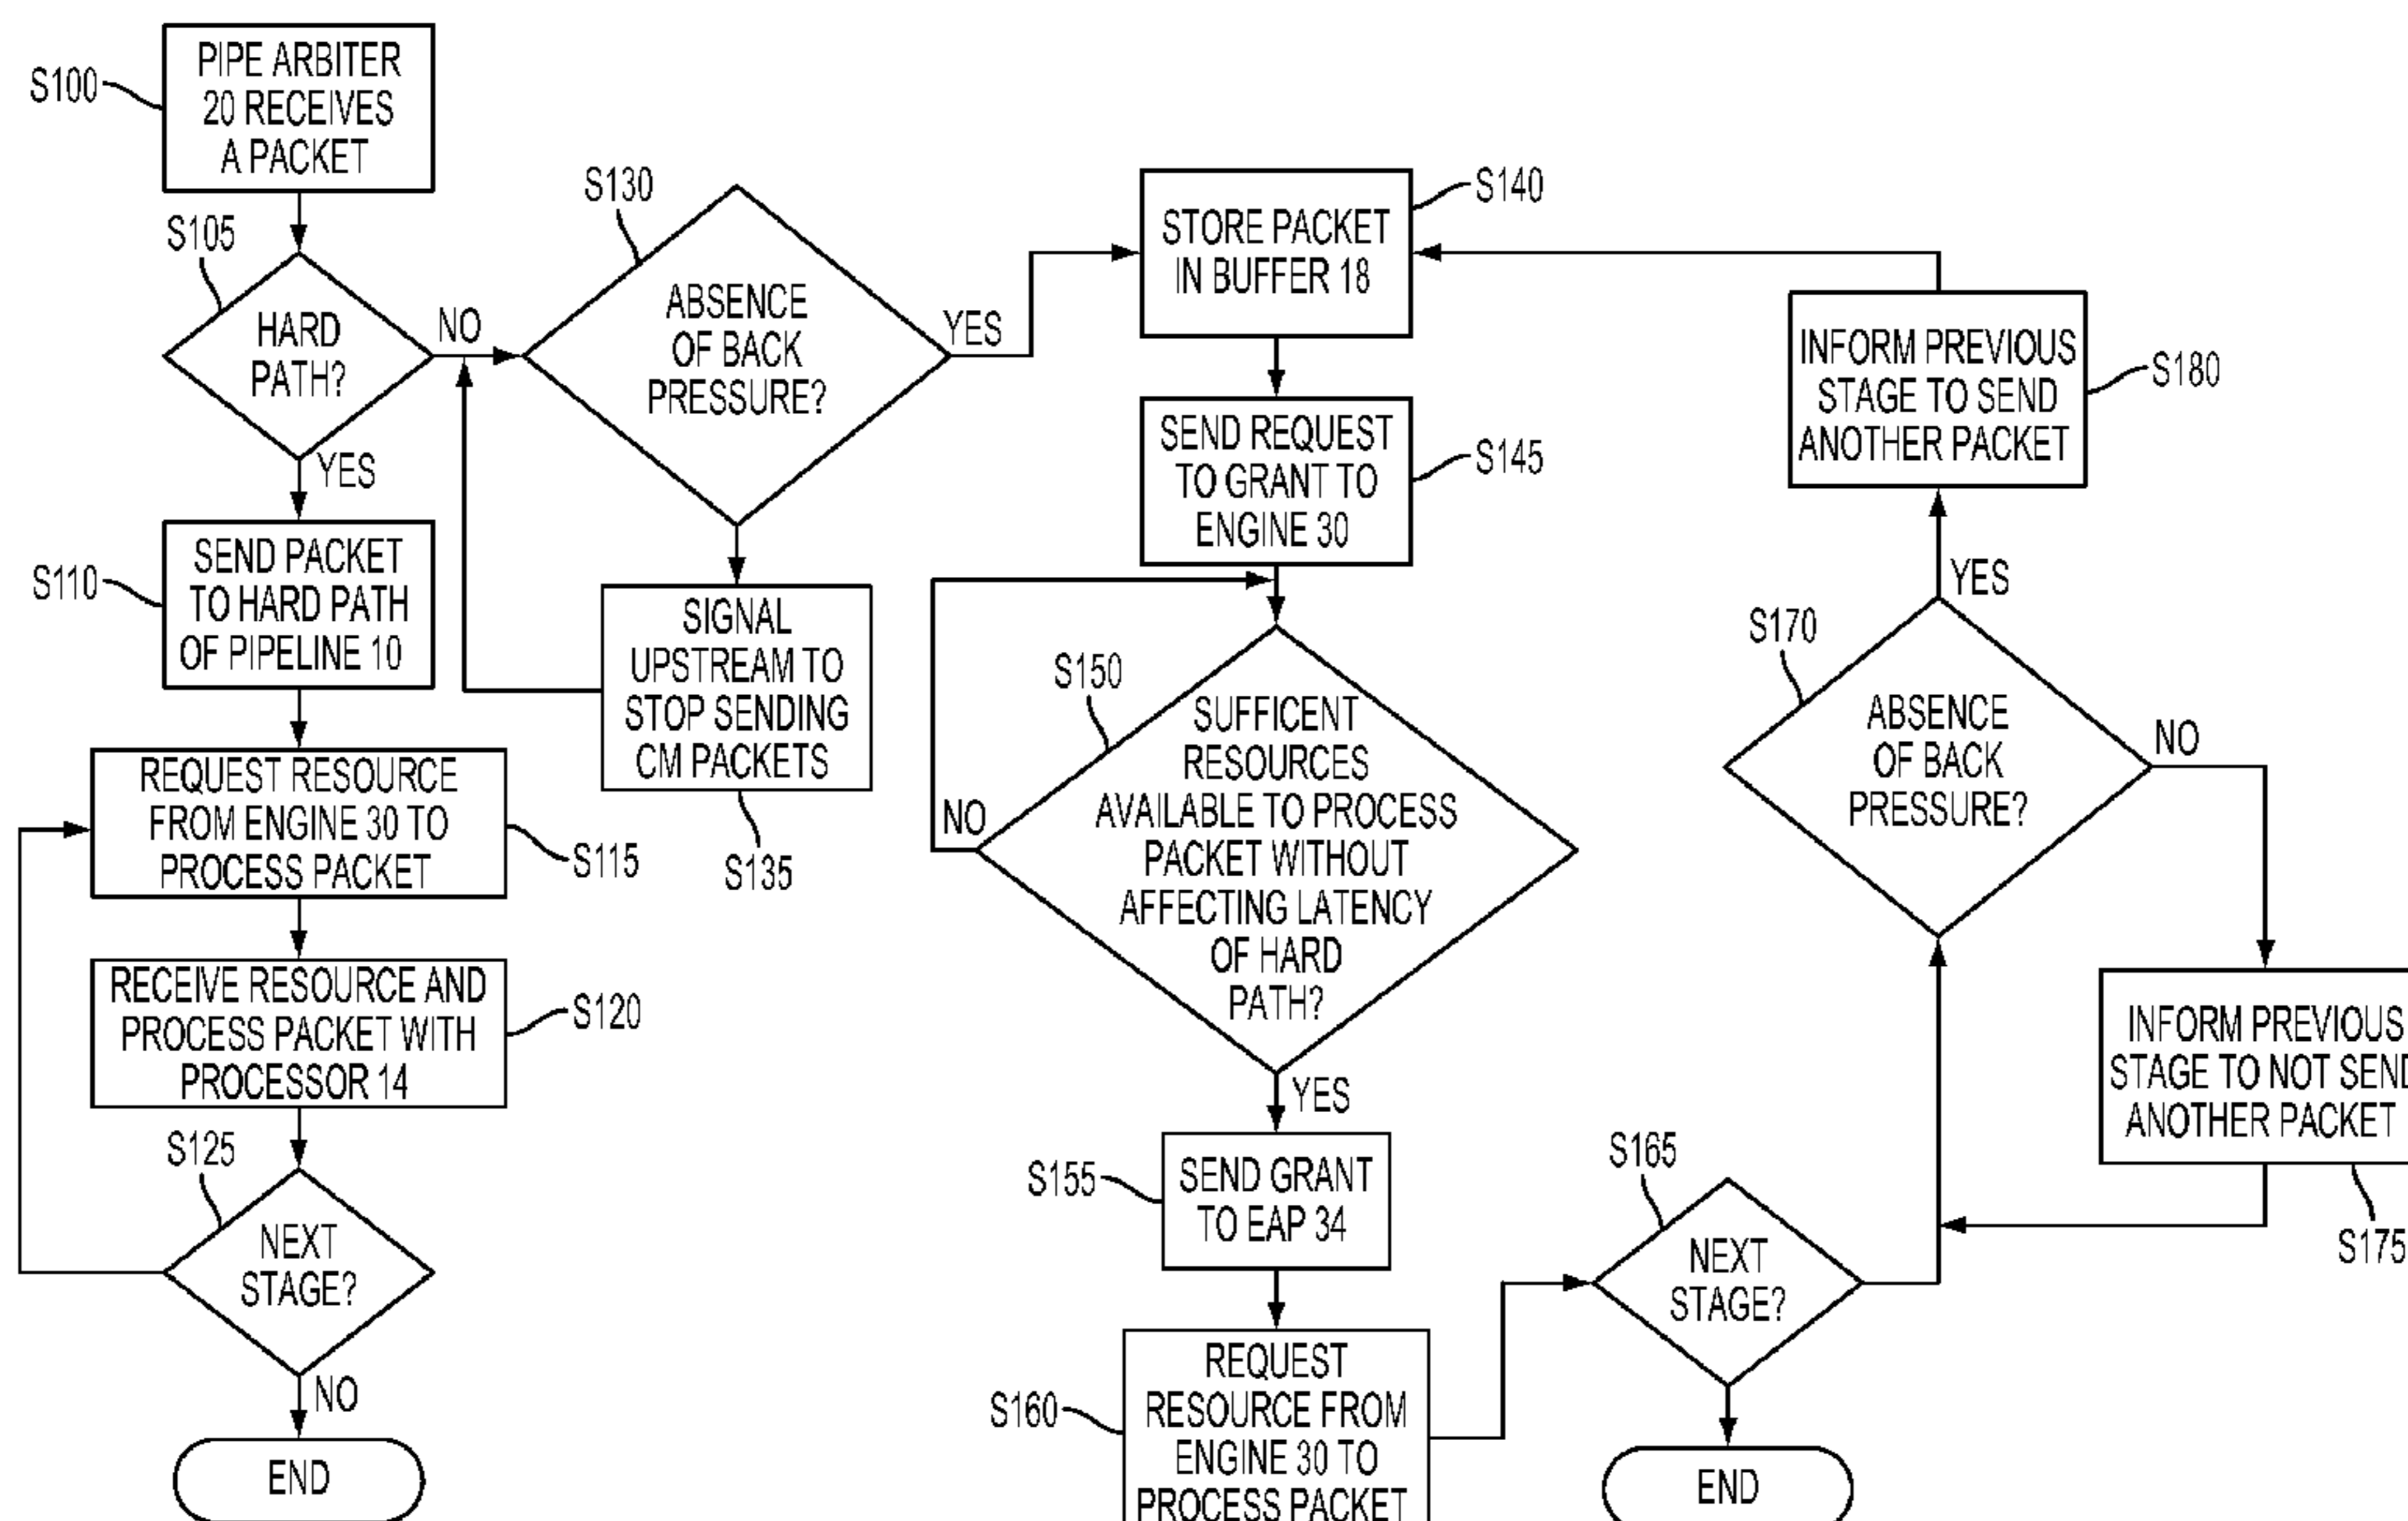 S100
PIPE ARBITER
20 RECEIVES
A PACKET
S105
HARD
PATH?
NO
YES
S110
SEND PACKET
TO HARD PATH
OF PIPELINE 10
REQUEST RESOURCE
FROM ENGINE 30 TO
PROCESS PACKET
S115
RECEIVE RESOURCE AND
PROCESS PACKET WITH
PROCESSOR 14
S120
S125
NEXT
STAGE?
NO
END
S130
ABSENCE
OF BACK
PRESSURE?
YES
SIGNAL
UPSTREAM TO
STOP SENDING
CM PACKETS
S135
STORE PACKET
IN BUFFER 18
S140
SEND REQUEST
TO GRANT TO
ENGINE 30
S145
S150
SUFFICENT
RESOURCES
AVAILABLE TO PROCESS
PACKET WITHOUT
AFFECTING LATENCY
OF HARD
PATH?
NO
YES
S155
SEND GRANT
TO EAP 34
S160
REQUEST
RESOURCE FROM
ENGINE 30 TO
PROCESS PACKET
S165
NEXT
STAGE?
END
S170
ABSENCE
OF BACK
PRESSURE?
YES
NO
INFORM PREVIOUS
STAGE TO NOT SEND
ANOTHER PACKET
S175
INFORM PREVIOUS
STAGE TO SEND
ANOTHER PACKET
S180